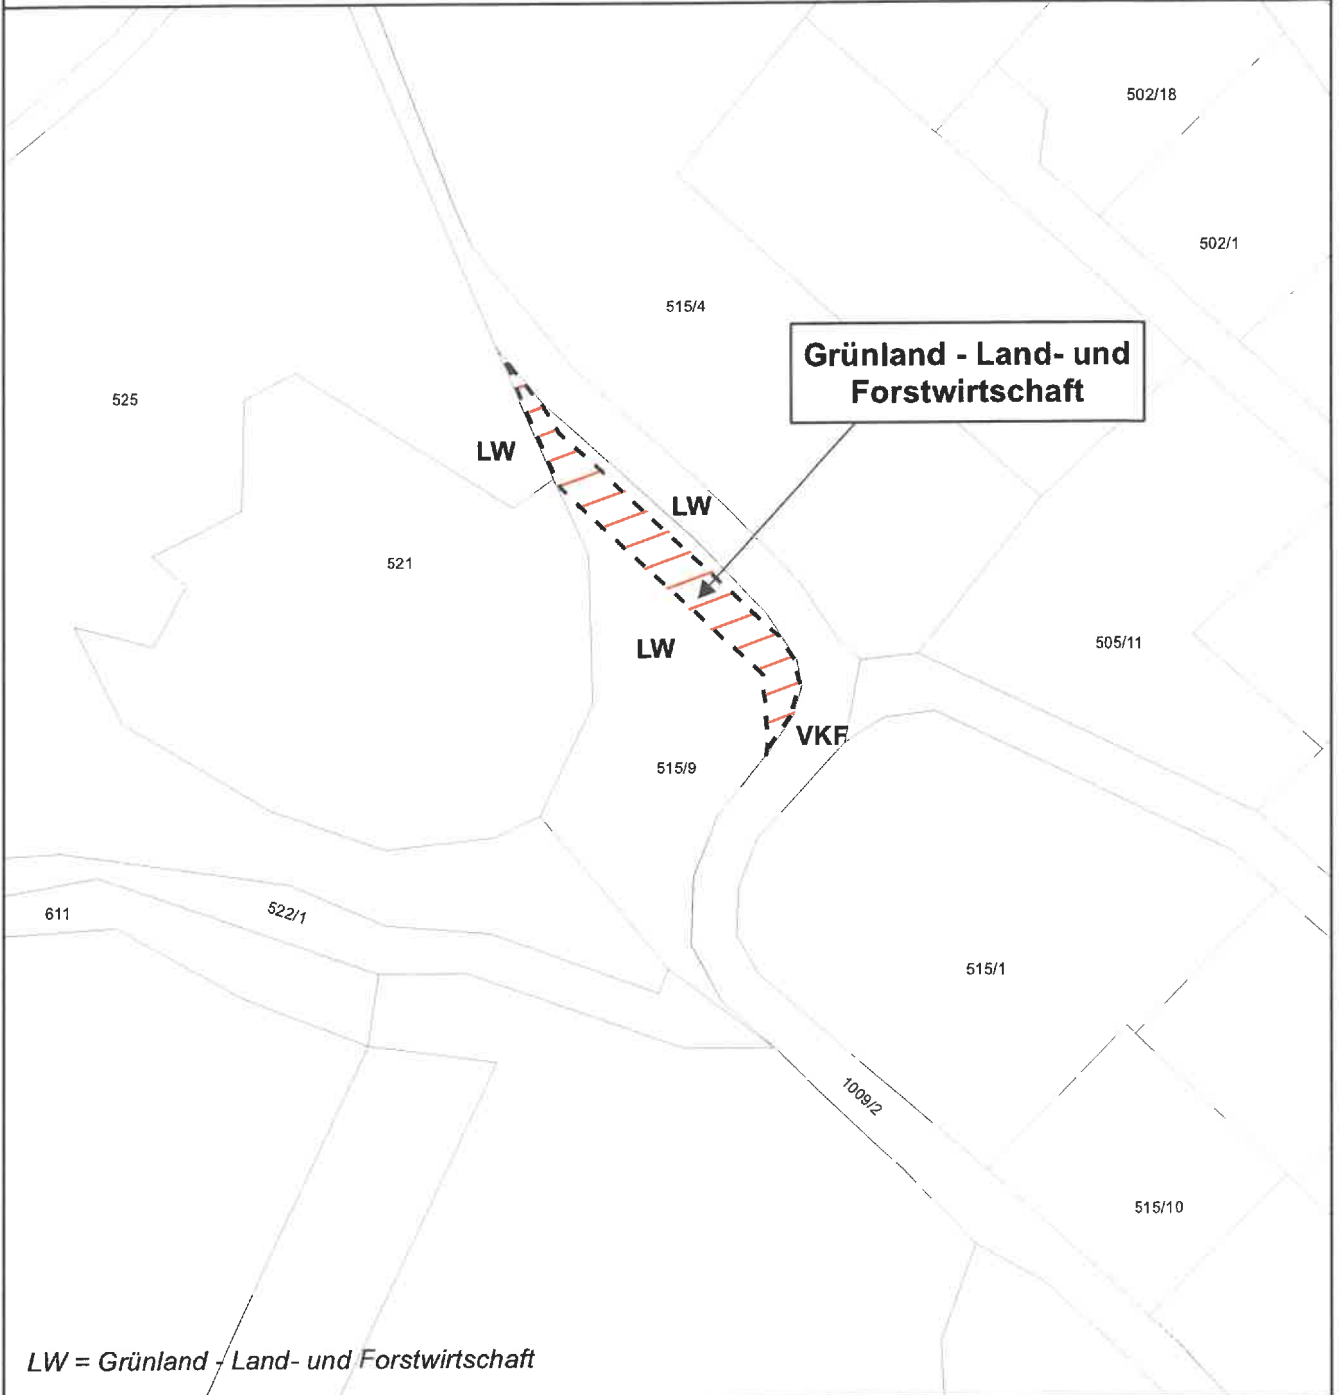 502/18
502/1
515/4
Grünland - Land- und
Forstwirtschaft
525
LW
LW
521
LW
505/11
VKF
515/9
611
522/1
515/1
1009/2
515/10
LW = Grünland - Land- und Forstwirtschaft